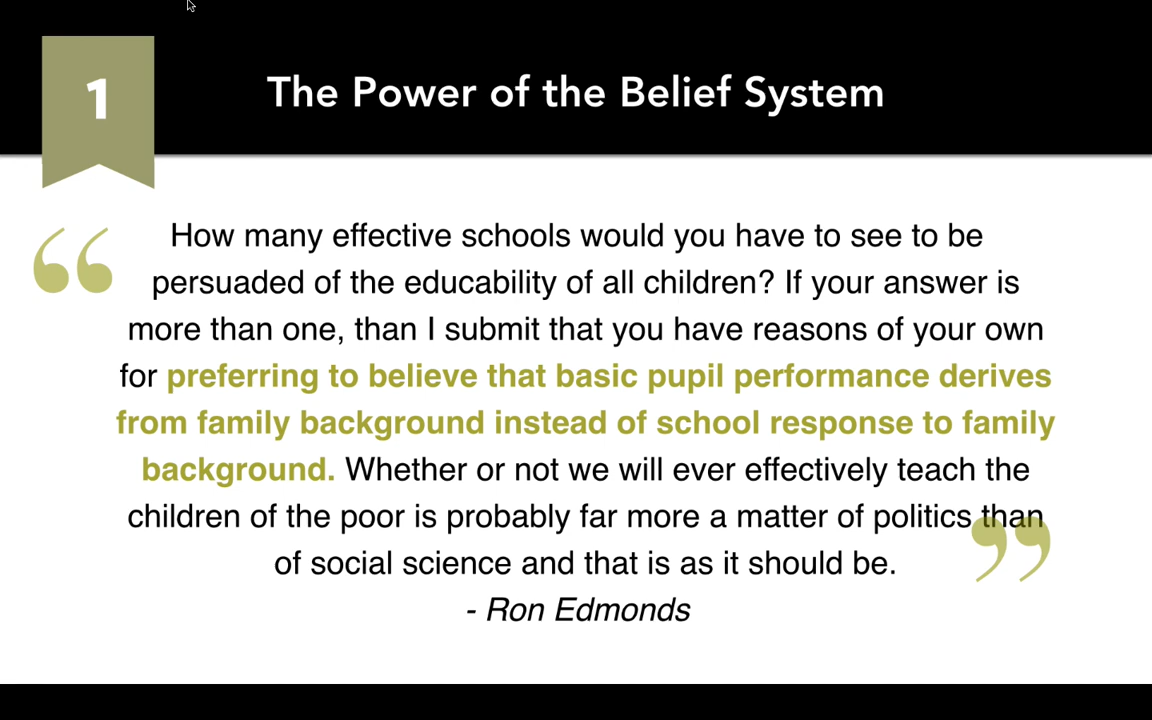 1
The Power of the Belief System
“
How many effective schools would you have to see to be
persuaded of the educability of all children? If your answer is
more than one, than I submit that you have reasons of your own
for preferring to believe that basic pupil performance derives
from family background instead of school response to family
background. Whether or not we will ever effectively teach the
children of the poor is probably far more a matter of politics than
of social science and that is as it should be.
”
- Ron Edmonds